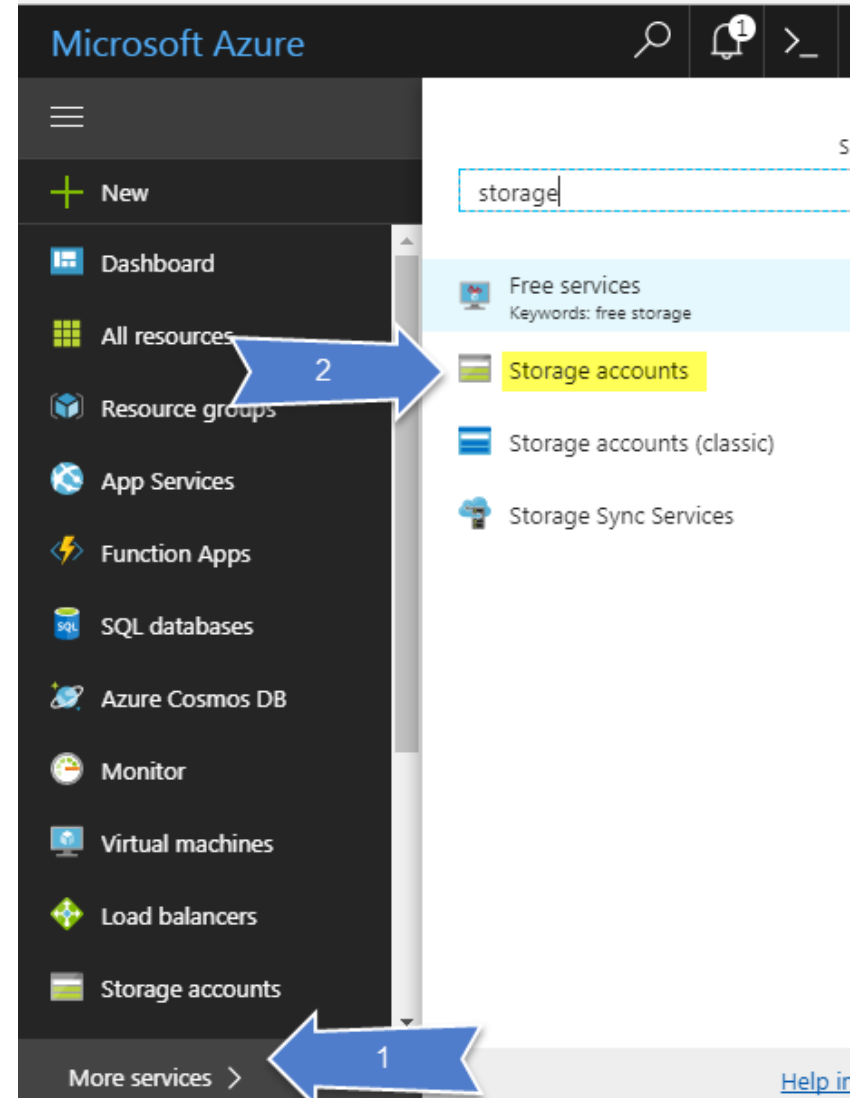 Microsoft Azure
1
>_
New
Dashboard
All resources
Resource groups
App Services
Function Apps
SQL
SQL databases
Azure Cosmos DB
Monitor
Virtual machines
Load balancers
Storage accounts
More services >
1
2
S
storage
Free services
Keywords: free storage
Storage accounts
Storage accounts (classic)
Storage Sync Services
Help in